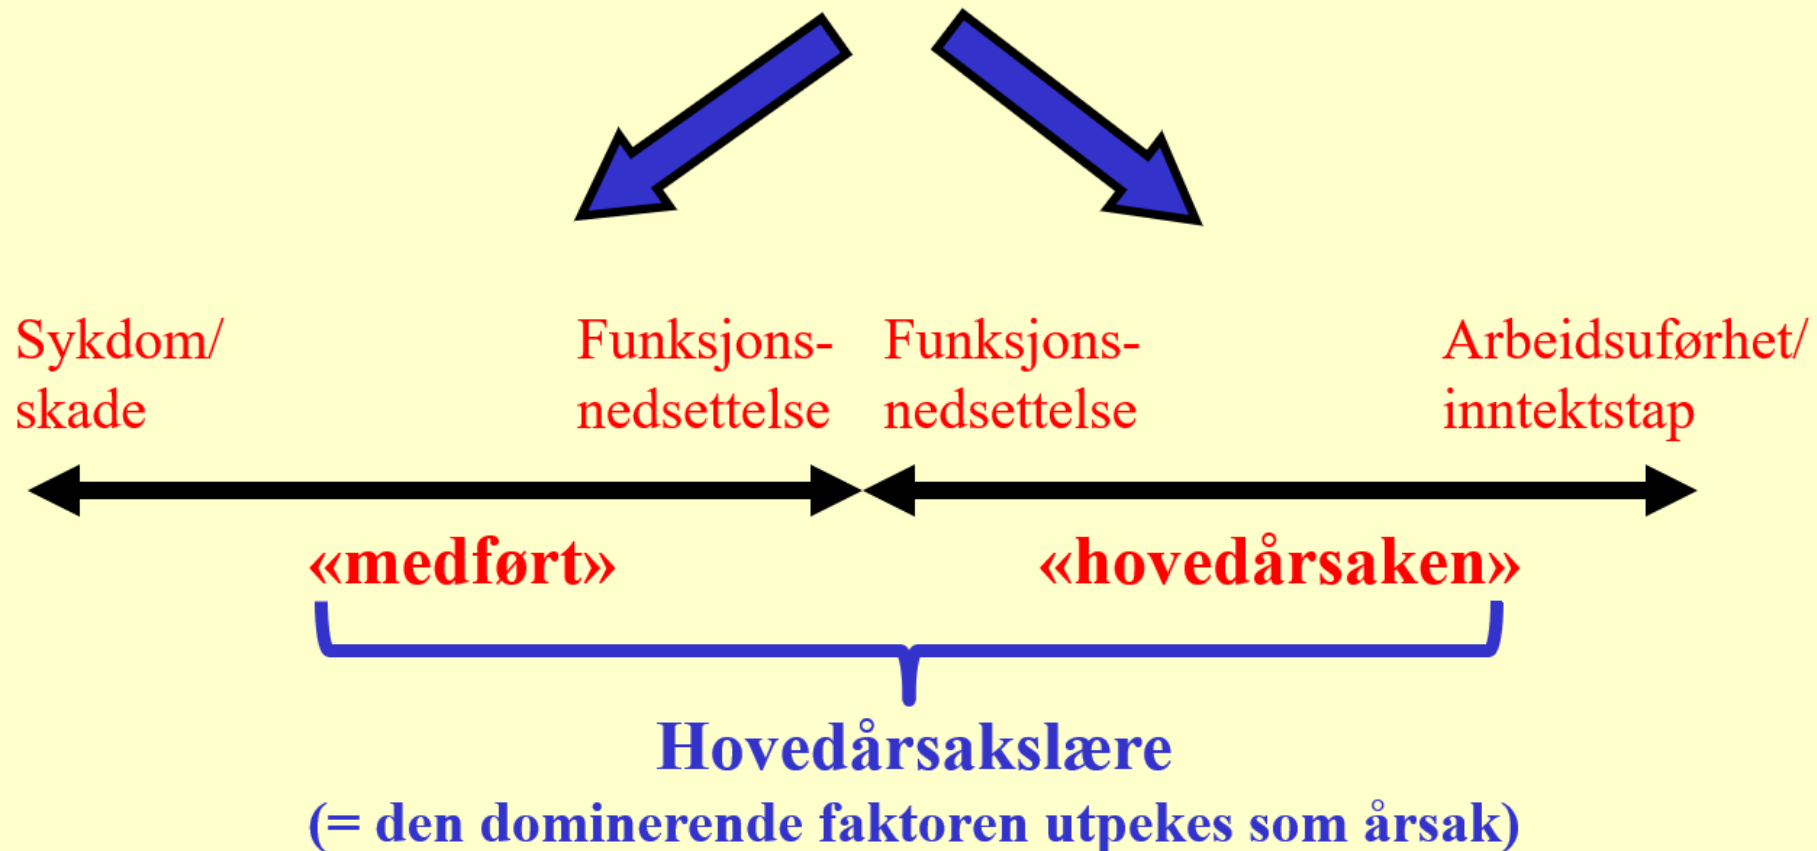 Sykdom/
skade
Funksjons-
nedsettelse
Funksjons-
nedsettelse
Arbeidsuførhet/
inntektstap
«medført»
«hovedårsaken»
Hovedårsakslære
(= den dominerende faktoren utpekes som årsak)